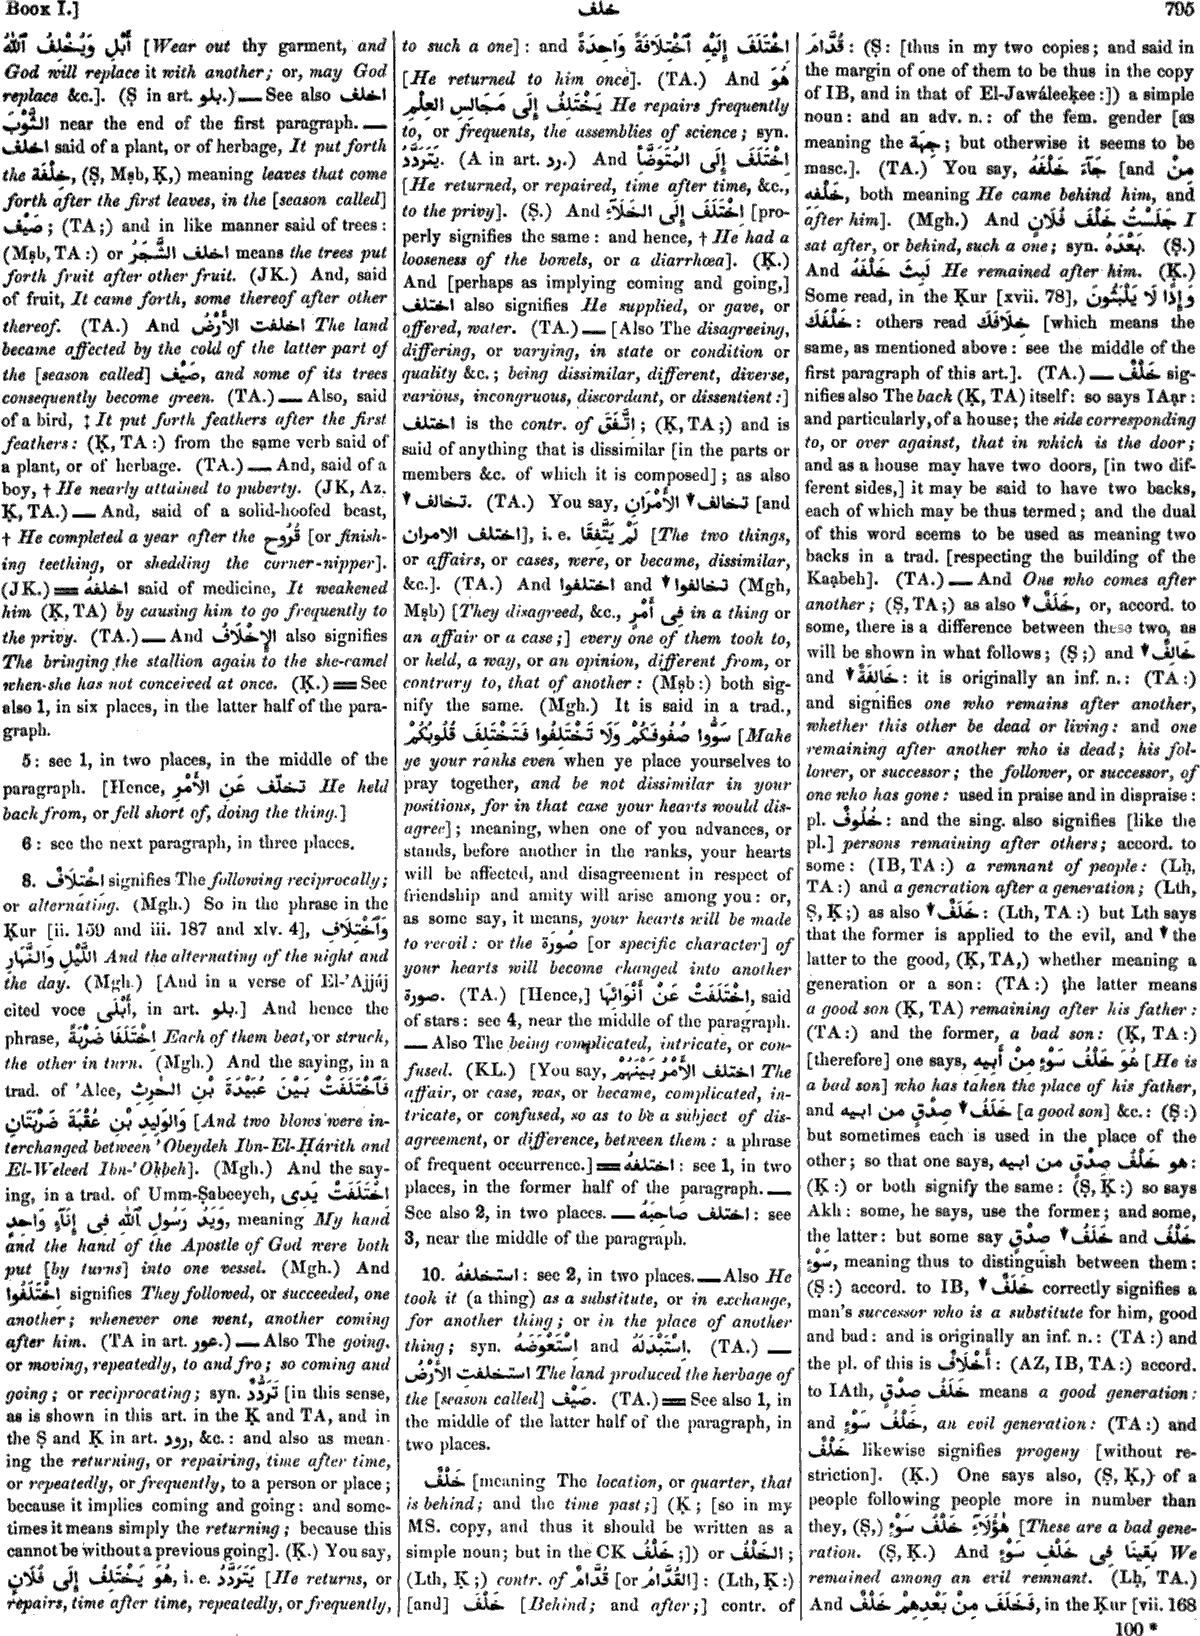 Book I.]
خلف
795
أَبْلِ وَيُخْلِفُ ٱللّٰهُ [Wear out thy garment, and
God will replace it with another; or, may God
replace &c.]. (Ṣ in art. بلو.) — See also اخلف
الثَّوْبَ near the end of the first paragraph. —
اخلف said of a plant, or of herbage, It put forth
the خِلْفَة, (Ṣ, Mṣb, Ḳ,) meaning leaves that come
forth after the first leaves, in the [season called]
صَيْف; (TA;) and in like manner said of trees:
(Mṣb, TA:) or اخلف الشَّجَرُ means the trees put
forth fruit after other fruit. (JK.) And, said
of fruit, It came forth, some thereof after other
thereof. (TA.) And اخلفت الأَرْضُ The land
became affected by the cold of the latter part of
the [season called] صَيْف, and some of its trees
consequently become green. (TA.) — Also, said
of a bird, ‡ It put forth feathers after the first
feathers: (Ḳ, TA:) from the same verb said of
a plant, or of herbage. (TA.) — And, said of a
boy, † He nearly attained to puberty. (JK, Az,
Ḳ, TA.) — And, said of a solid-hoofed beast,
† He completed a year after the قُرُوح [or finish-
ing teething, or shedding the corner-nipper].
(JK.) = اخلفهُ said of medicine, It weakened
him (Ḳ, TA) by causing him to go frequently to
the privy. (TA.) — And الإِخْلَافُ also signifies
The bringing the stallion again to the she-camel
when she has not conceived at once. (Ḳ.) = See
also 1, in six places, in the latter half of the para-
graph.
5: see 1, in two places, in the middle of the
paragraph. [Hence, تخلّف عَنِ الأَمْرِ He held
back from, or fell short of, doing the thing.]
6: see the next paragraph, in three places.
8. اِخْتِلَافٌ signifies The following reciprocally;
or alternating. (Mgh.) So in the phrase in the
Ḳur [ii. 159 and iii. 187 and xlv. 4], وَٱخْتِلَافِ
اللَّيْلِ وَالنَّهَارِ And the alternating of the night and
the day. (Mgh.) [And in a verse of El-'Ajjáj
cited voce أَبْلَى, in art. بلو.] And hence the
phrase, اِخْتَلَفَا ضَرْبَةً Each of them beat, or struck,
the other in turn. (Mgh.) And the saying, in a
trad. of 'Alee, فَٱخْتَلَفَتْ بَيْنَ عُبَيْدَةَ بْنِ الحٰرِثِ
وَالوَلِيدِ بْنِ عُقْبَةَ ضَرْبَتَانِ [And two blows were in-
terchanged between 'Obeydeh Ibn-El-Ḥárith and
El-Weleed Ibn-'Oḳbeh]. (Mgh.) And the say-
ing, in a trad. of Umm-Ṣabeeyeh, اِخْتَلَفَتْ يَدِى
وَيَدُ رَسُولِ ٱللّٰهِ فِى إِنَآءٍ وَاحِدٍ, meaning My hand
and the hand of the Apostle of God were both
put [by turns] into one vessel. (Mgh.) And
اِخْتَلَفُوا signifies They followed, or succeeded, one
another; whenever one went, another coming
after him. (TA in art. عور.) — Also The going,
or moving, repeatedly, to and fro; so coming and
going; or reciprocating; syn. تَرَدُّدٌ [in this sense,
as is shown in this art. in the Ḳ and TA, and in
the Ṣ and Ḳ in art. رود, &c.: and also as mean-
ing the returning, or repairing, time after time,
or repeatedly, or frequently, to a person or place;
because it implies coming and going: and some-
times it means simply the returning; because this
cannot be without a previous going]. (Ḳ.) You say,
هُوَ يَخْتَلِفُ إِلَى فُلَانٍ, i. e. يَتَرَدَّدُ [He returns, or
repairs, time after time, repeatedly, or frequently,
to such a one]: and اِخْتَلَفَ إِلَيْهِ ٱخْتِلَافَةً وَاحِدَةً
[He returned to him once]. (TA.) And هُوَ
يَخْتَلِفُ إِلَى مَجَالِسِ العِلْمِ He repairs frequently
to, or frequents, the assemblies of science; syn.
يَتَرَدَّدُ. (A in art. رد.) And اِخْتَلَفَ إِلَى المُتَوَضَّأِ
[He returned, or repaired, time after time, &c.,
to the privy]. (Ṣ.) And اِخْتَلَفَ إِلَى الخَلَآءِ [pro-
perly signifies the same: and hence, † He had a
looseness of the bowels, or a diarrhœa]. (Ḳ.)
And [perhaps as implying coming and going,]
اختلف also signifies He supplied, or gave, or
offered, water. (TA.) — [Also The disagreeing,
differing, or varying, in state or condition or
quality &c.; being dissimilar, different, diverse,
various, incongruous, discordant, or dissentient:]
اختلف is the contr. of اِتَّفَقَ; (Ḳ, TA;) and is
said of anything that is dissimilar [in the parts or
members &c. of which it is composed]; as also
▼ تخالف. (TA.) You say, تخالف ▼ الأَمْرَانِ [and
اختلف الامران], i. e. لَمْ يَتَّفِقَا [The two things,
or affairs, or cases, were, or became, dissimilar,
&c.]. (TA.) And اختلفوا and ▼ تخالفوا (Mgh,
Mṣb) [They disagreed, &c., فِى أَمْرٍ in a thing or
an affair or a case;] every one of them took to,
or held, a way, or an opinion, different from, or
contrary to, that of another: (Mṣb:) both sig-
nify the same. (Mgh.) It is said in a trad.,
سَوُّوا صُفُوفَكُمْ وَلَا تَخْتَلِفُوا فَتَخْتَلِفَ قُلُوبُكُمْ [Make
ye your ranks even when ye place yourselves to
pray together, and be not dissimilar in your
positions, for in that case your hearts would dis-
agree]; meaning, when one of you advances, or
stands, before another in the ranks, your hearts
will be affected, and disagreement in respect of
friendship and amity will arise among you: or,
as some say, it means, your hearts will be made
to recoil: or the صُورَة [or specific character] of
your hearts will become changed into another
صورة. (TA.) [Hence,] اِخْتَلَفَتْ عَنْ أَنْوَائِهَا, said
of stars: see 4, near the middle of the paragraph.
— Also The being complicated, intricate, or con-
fused. (KL.) [You say, اختلف الأَمْرُ بَيْنَهُمْ The
affair, or case, was, or became, complicated, in-
tricate, or confused, so as to be a subject of dis-
agreement, or difference, between them: a phrase
of frequent occurrence.] = اختلفهُ: see 1, in two
places, in the former half of the paragraph. —
See also 2, in two places. — اختلف صاحِبَهُ: see
3, near the middle of the paragraph.
10. استخلفهُ: see 2, in two places. — Also He
took it (a thing) as a substitute, or in exchange,
for another thing; or in the place of another
thing; syn. اِسْتَعْوَضَهُ and اِسْتَبْدَلَهُ. (TA.) —
استخلفت الأَرْضُ The land produced the herbage of
the [season called] صَيْف. (TA.) = See also 1, in
the middle of the latter half of the paragraph, in
two places.
خَلْفٌ [meaning The location, or quarter, that
is behind; and the time past;] (Ḳ; [so in my
MS. copy, and thus it should be written as a
simple noun; but in the CK خَلْفُ;]) or الخَلْفُ;
(Lth, Ḳ;) contr. of قُدَّامٌ [or القُدَّامُ]: (Lth, Ḳ:)
[and] خَلْفَ [Behind; and after;] contr. of
قُدَّامَ: (Ṣ: [thus in my two copies; and said in
the margin of one of them to be thus in the copy
of IB, and in that of El-Jawáleeḳee:]) a simple
noun: and an adv. n.: of the fem. gender [as
meaning the جِهَة; but otherwise it seems to be
masc.]. (TA.) You say, جَآءَ خَلْفَهُ [and مِنْ
خلفه, both meaning He came behind him, and
after him]. (Mgh.) And جَلَسْتُ خَلْفَ فُلَانٍ I
sat after, or behind, such a one; syn. بَعْدَهُ. (Ṣ.)
And لَبِثَ خَلْفَهُ He remained after him. (Ḳ.)
Some read, in the Ḳur [xvii. 78], وَإِذًا لَا يَلْبَثُونَ
خَلْفَكَ: others read خِلَافَكَ [which means the
same, as mentioned above: see the middle of the
first paragraph of this art.]. (TA.) — خَلْفٌ sig-
nifies also The back (Ḳ, TA) itself: so says IAạr:
and particularly, of a house; the side corresponding
to, or over against, that in which is the door;
and as a house may have two doors, [in two dif-
ferent sides,] it may be said to have two backs,
each of which may be thus termed; and the dual
of this word seems to be used as meaning two
backs in a trad. [respecting the building of the
Kaạbeh]. (TA.) — And One who comes after
another; (Ṣ, TA;) as also ▼ خَلَفٌ, or, accord. to
some, there is a difference between these two, as
will be shown in what follows; (Ṣ;) and ▼ خَالِفٌ
and ▼ خَالِفَةٌ: it is originally an inf. n.: (TA:)
and signifies one who remains after another,
whether this other be dead or living: and one
remaining after another who is dead; his fol-
lower, or successor; the follower, or successor, of
one who has gone: used in praise and in dispraise:
pl. خُلُوفٌ: and the sing. also signifies [like the
pl.] persons remaining after others; accord. to
some: (IB, TA:) a remnant of people: (Lḥ,
TA:) and a generation after a generation; (Lth,
Ṣ, Ḳ;) as also ▼ خَلَفٌ: (Lth, TA:) but Lth says
that the former is applied to the evil, and ▼ the
latter to the good, (Ḳ, TA,) whether meaning a
generation or a son: (TA:) the latter means
a good son (Ḳ, TA) remaining after his father:
(TA:) and the former, a bad son: (Ḳ, TA:)
[therefore] one says, هُوَ خَلْفُ سَوْءٍ مِنْ أَبِيهِ [He is
a bad son] who has taken the place of his father,
and خَلَفُ ▼ صِدْقٍ من ابيه [a good son] &c.: (Ṣ:)
but sometimes each is used in the place of the
other; so that one says, هو خَلْفُ صِدْقٍ من ابيه:
(Ḳ:) or both signify the same: (Ṣ, Ḳ:) so says
Akh: some, he says, use the former; and some,
the latter: but some say خَلَفُ ▼ صِدْقٍ and خَلْفُ
سَوْءٍ, meaning thus to distinguish between them:
(Ṣ:) accord. to IB, ▼ خَلَفٌ correctly signifies a
man's successor who is a substitute for him, good
and bad: and is originally an inf. n.: (TA:) and
the pl. of this is أَخْلَافٌ: (AZ, IB, TA:) accord.
to IAth, خَلَفُ صِدْقٍ means a good generation:
and خَلْفُ سَوْءٍ, an evil generation: (TA:) and
خَلْفٌ likewise signifies progeny [without re-
striction]. (Ḳ.) One says also, (Ṣ, Ḳ,) of a
people following people more in number than
they, (Ṣ,) هٰؤُلَآءِ خَلْفُ سَوْءٍ [These are a bad gene-
ration. (Ṣ, Ḳ.) And بَقِينَا فِى خَلْفِ سَوْءٍ We
remained among an evil remnant. (Lḥ, TA.)
And فَخَلَفَ مِنْ بَعْدِهِمْ خَلْفٌ, in the Ḳur [vii. 168
100 *